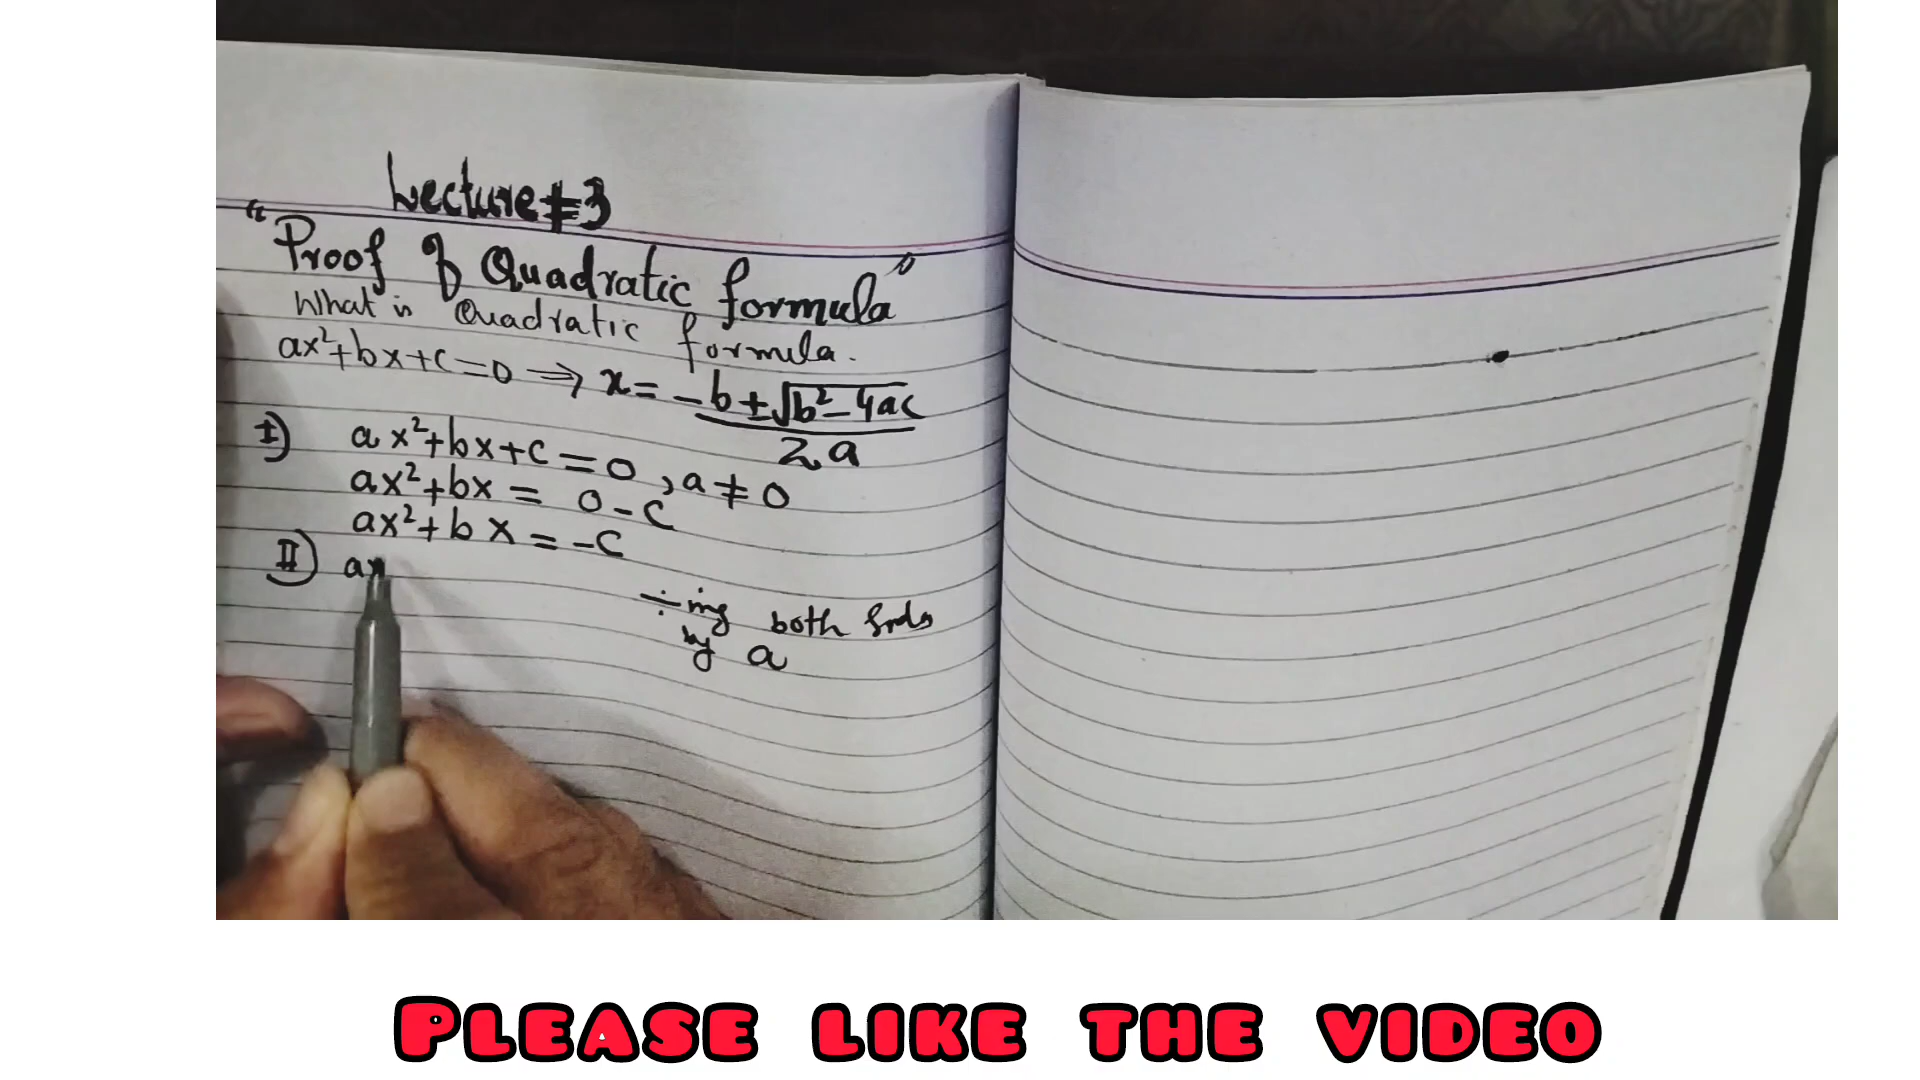 Lecture # 3
"Proof of Quadratic formula"
What is Quadratic formula.
ax²+bx+c=0 ⇒ x = -b±√b²-4ac / 2a
I) ax²+bx+c=0, a≠0
ax²+bx = 0-c
ax²+bx = -c
II) ax
÷ing both
by a
PLEASE LIKE THE VIDEO